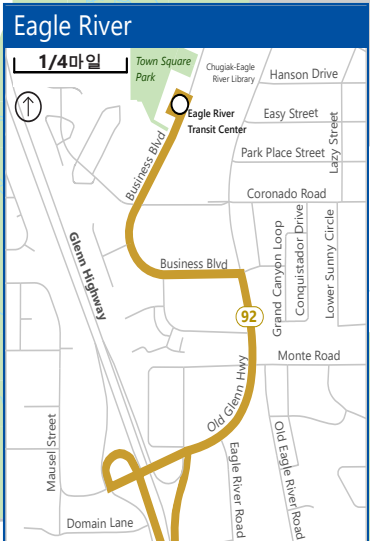 Eagle River
1/4마일
Town Square
Park
Chugiak-Eagle
River Library
Hanson Drive
Eagle River
Transit Center
Easy Street
Lazy Street
Park Place Street
Business Blvd
Coronado Road
Glenn Highway
Business Blvd
Grand Canyon Loop
Conquistador Drive
Lower Sunny Circle
92
Monte Road
Old Glenn Hwy
Mausel Street
Eagle River Road
Old Eagle River Road
Domain Lane